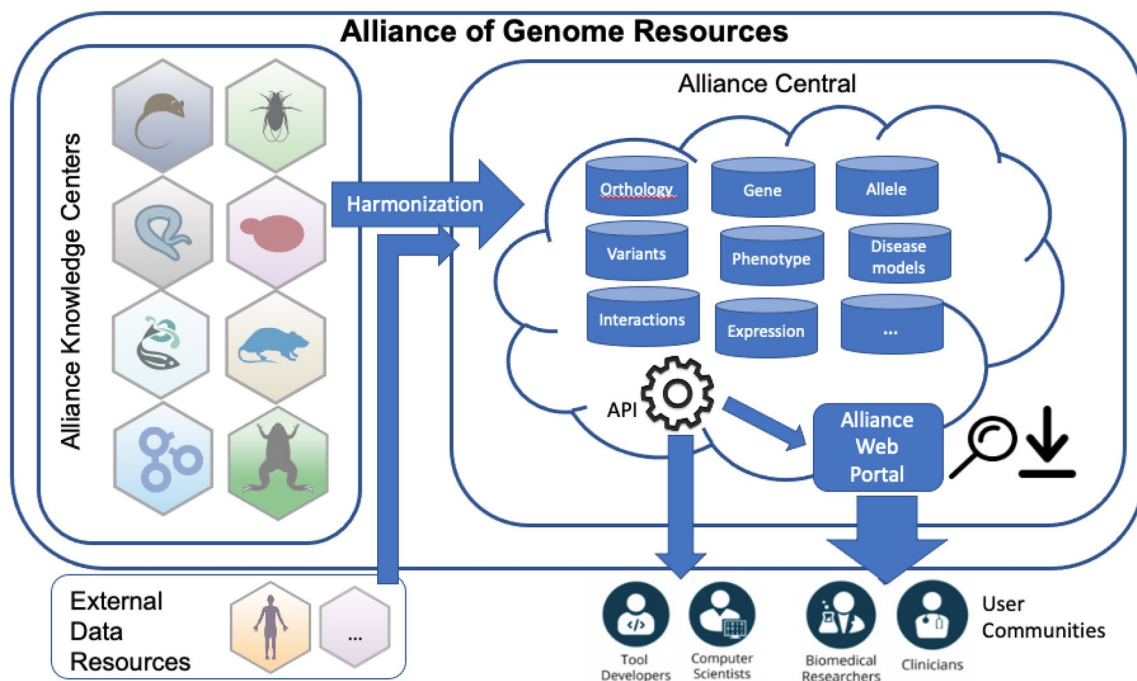 Alliance of Genome Resources
Alliance Knowledge Centers
Harmonization
Alliance Central
Orthology
Gene
Allele
Variants
Phenotype
Disease
models
Interactions
Expression
...
API
Alliance
Web
Portal
External
Data
Resources
...
Tool
Developers
Computer
Scientists
Biomedical
Researchers
Clinicians
User
Communities